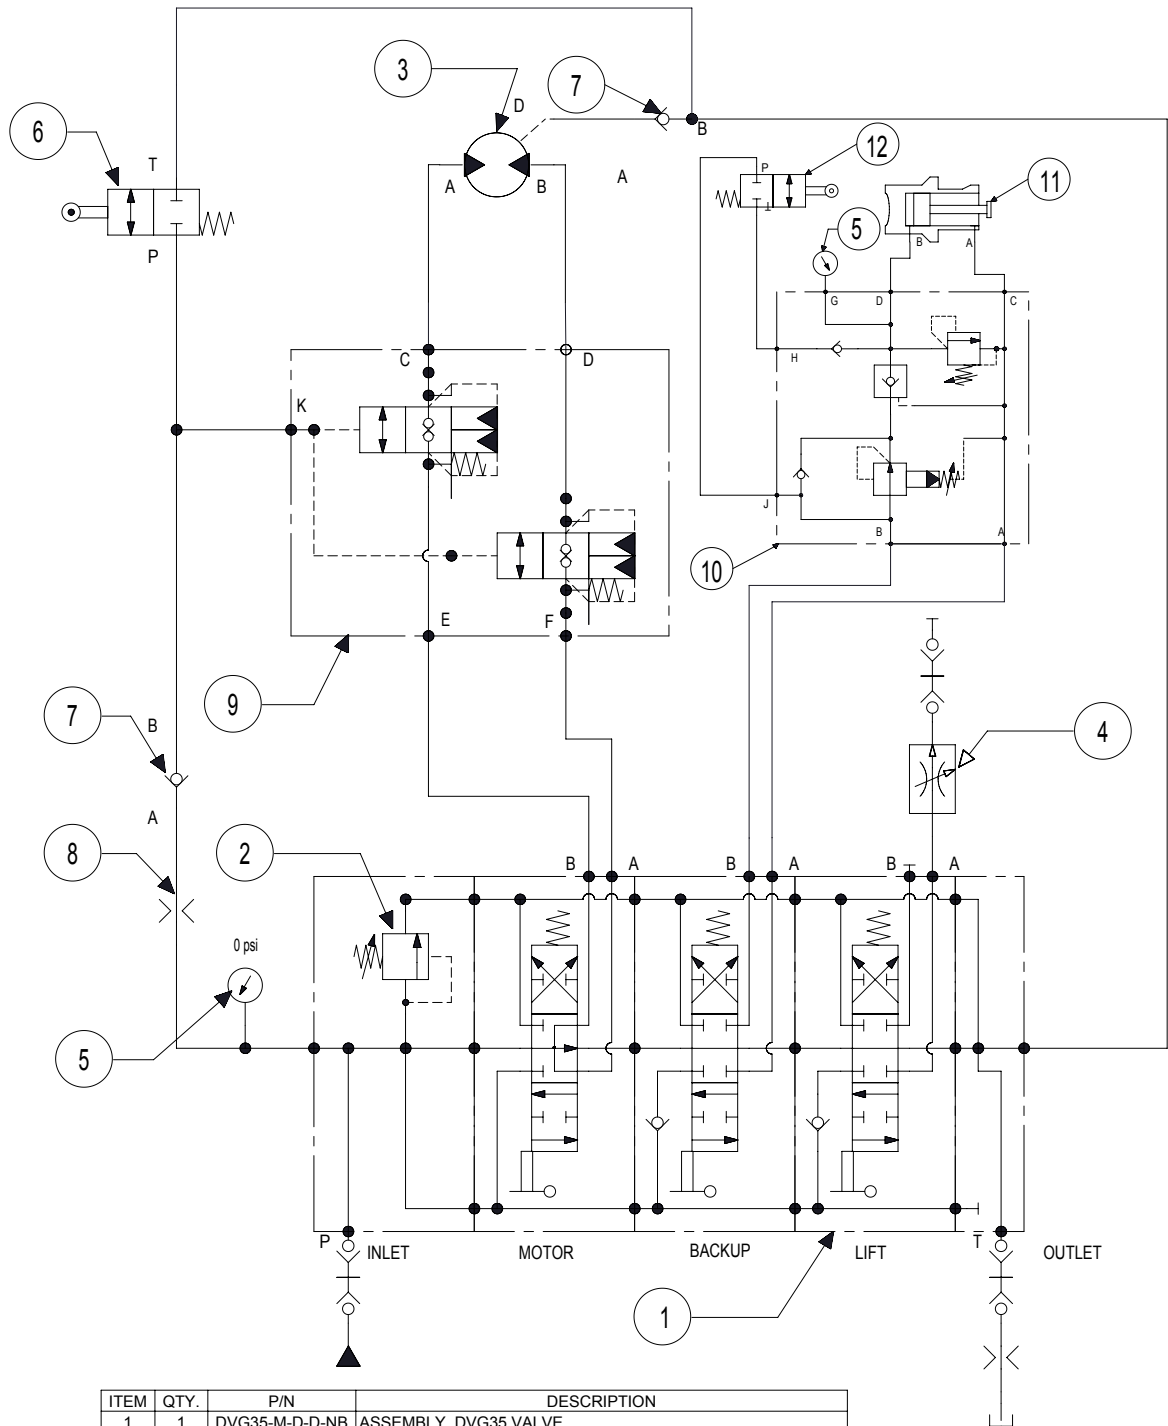 3
D
7
B
6
T
12
P
A
B
A
11
5
P
B
A
G
D
C
C
D
H
K
J
B
A
10
E
F
9
7
B
4
A
8
2
B
A
B
A
B
A
0 psi
5
P
INLET
MOTOR
BACKUP
LIFT
T
OUTLET
1
ITEM QTY. P/N DESCRIPTION
1 1 DVG35-M-D-D-NB ASSEMBLY, DVG35 VALVE